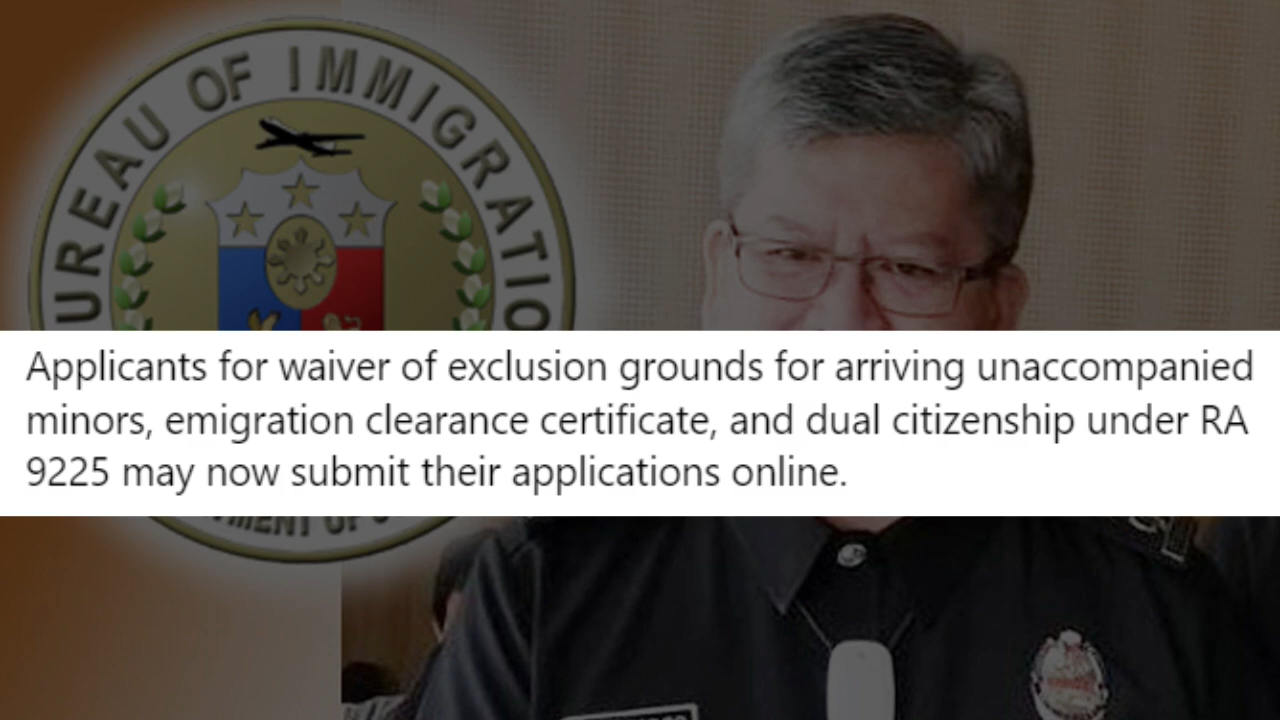 BUREAU OF IMMIGRATIO
Applicants for waiver of exclusion grounds for arriving unaccompanied
minors, emigration clearance certificate, and dual citizenship under RA
9225 may now submit their applications online.